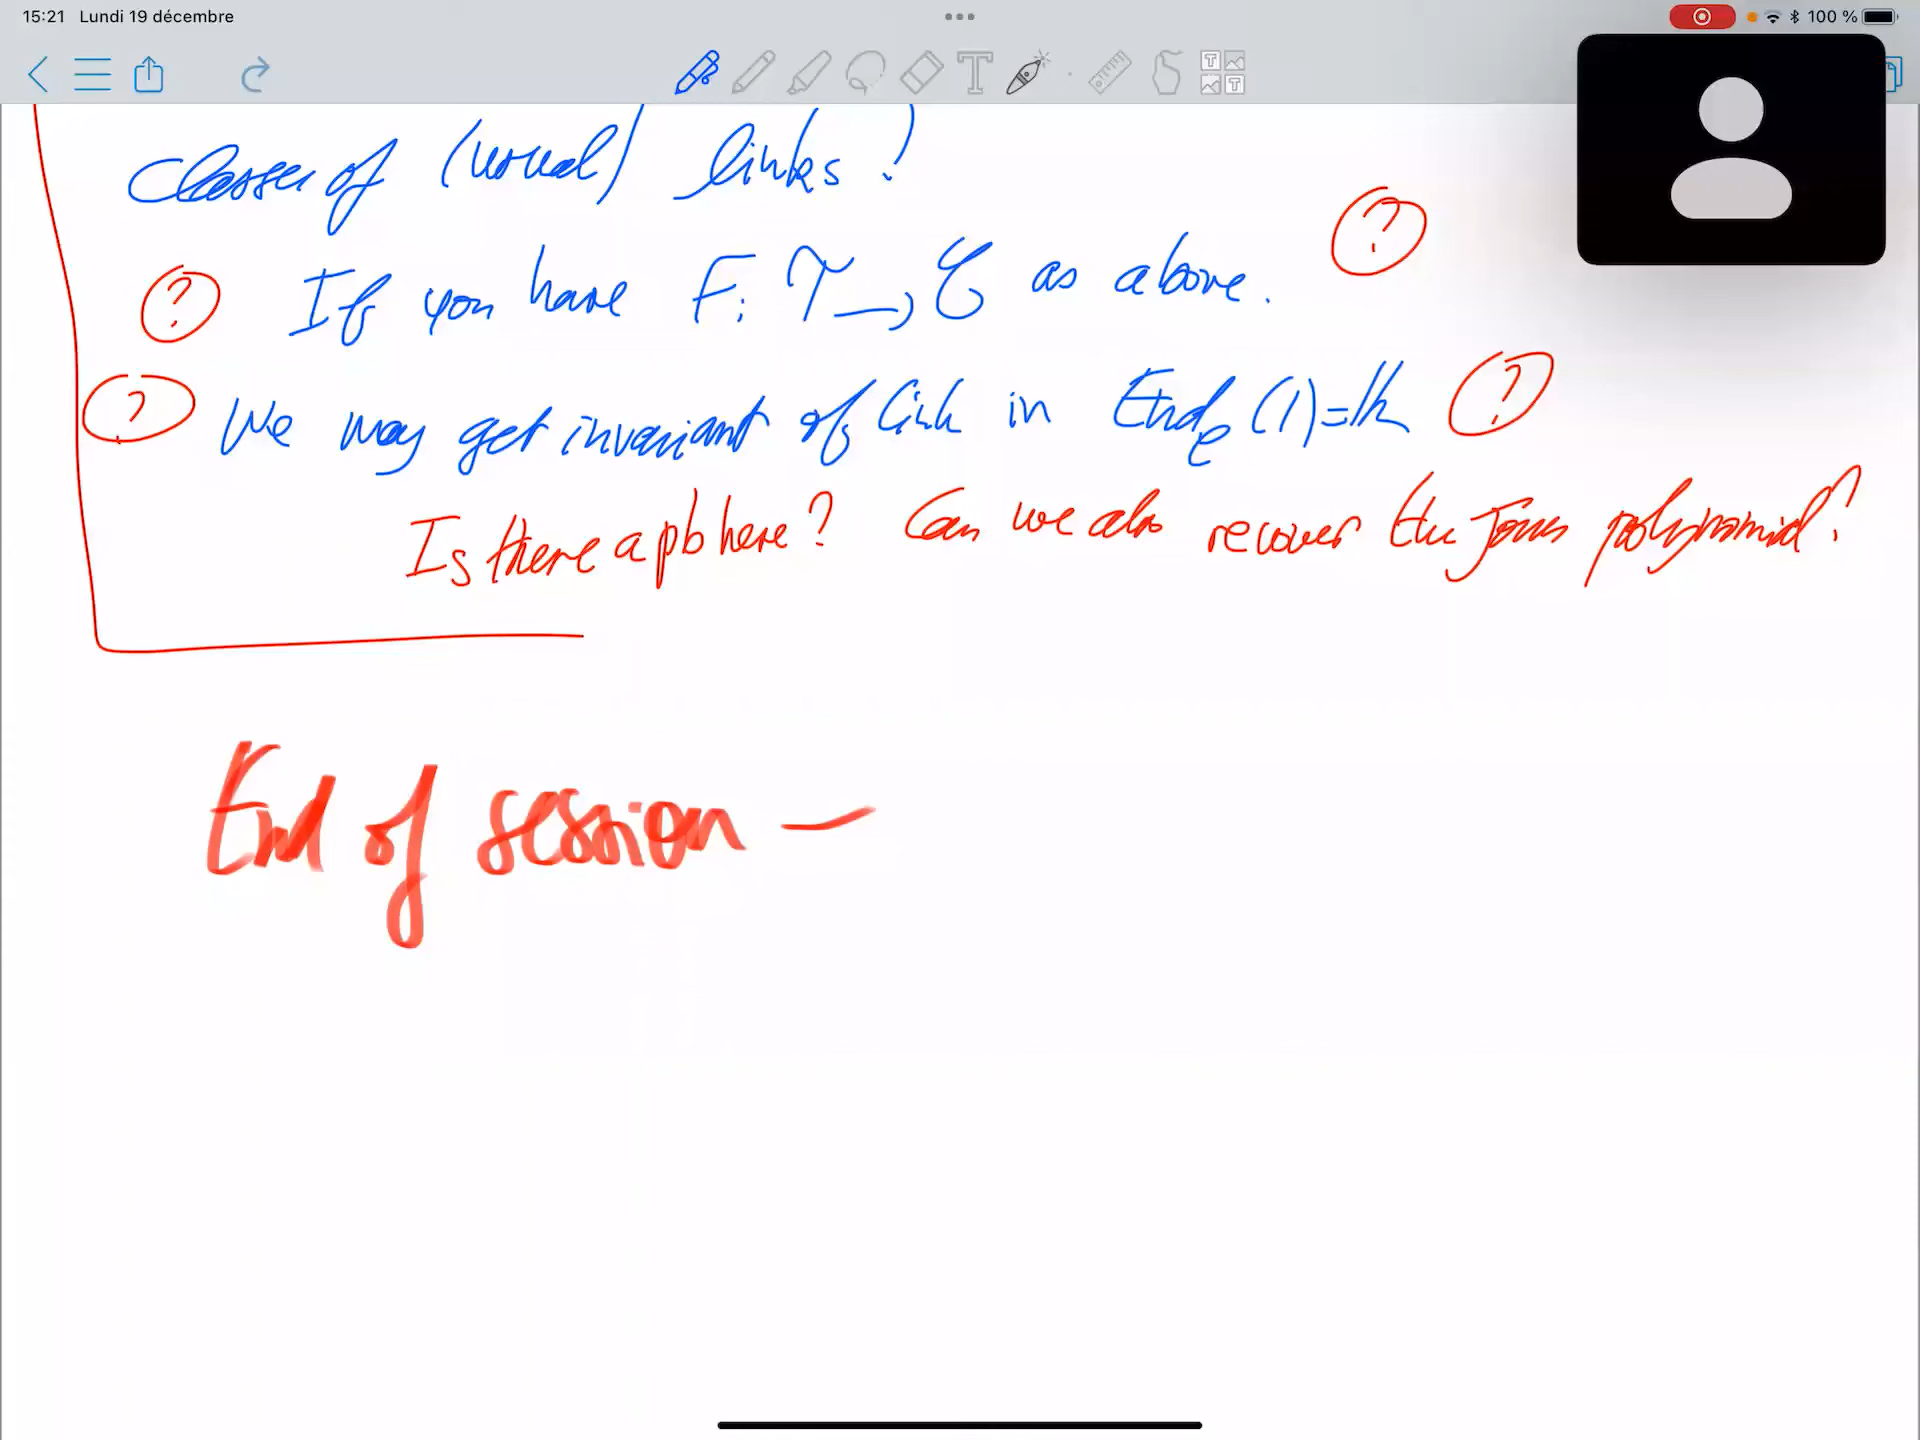 15:21 Lundi 19 décembre 100 %
Classes of (usual) links!
? If you have F: T → C as above. ?
? We may get invariant of link in End_C(1)=k ?
Is there a pb here? Can we also recover the Jones polynomial?
End of session —